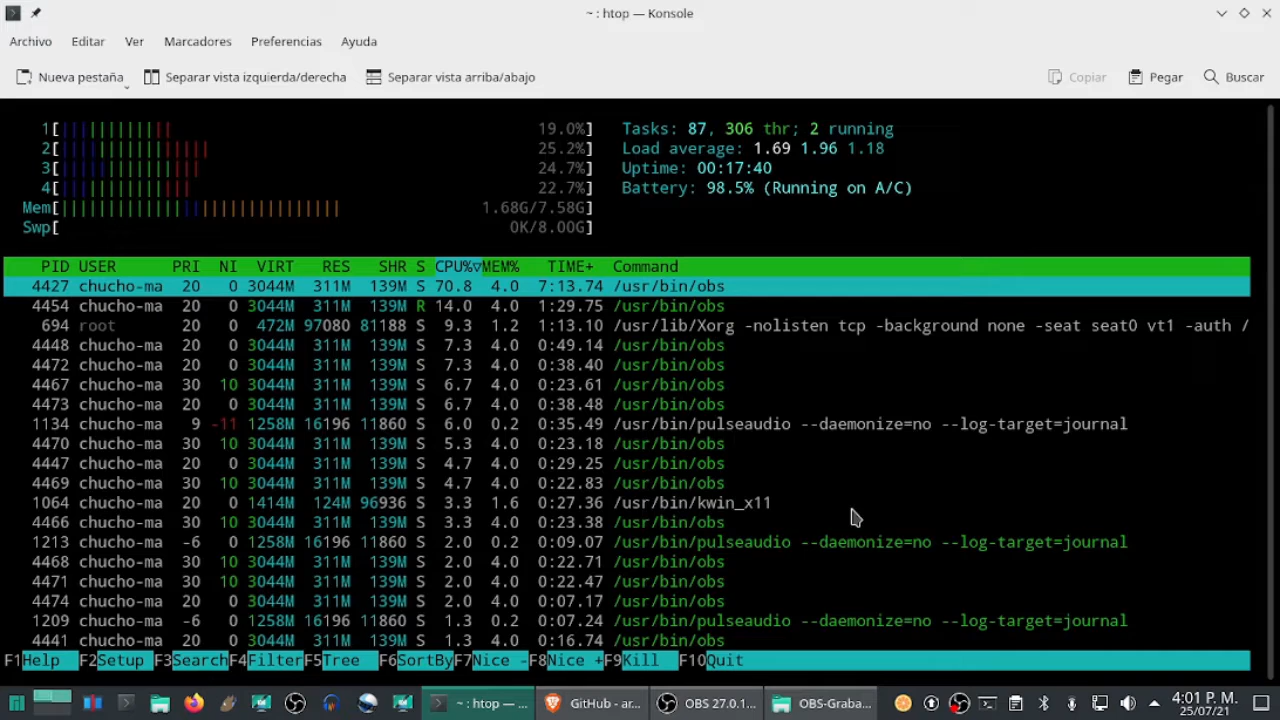 ~ : htop — Konsole
Archivo Editar Ver Marcadores Preferencias Ayuda
Nueva pestaña Separar vista izquierda/derecha Separar vista arriba/abajo Copiar Pegar Buscar
1[||||||||||| 19.0%] Tasks: 87, 306 thr; 2 running
2[||||||||||||||| 25.2%] Load average: 1.69 1.96 1.18
3[|||||||||||||| 24.7%] Uptime: 00:17:40
4[||||||||||||| 22.7%] Battery: 98.5% (Running on A/C)
Mem[|||||||||||||||||||||||||||||| 1.68G/7.58G]
Swp[ 0K/8.00G]
PID USER PRI NI VIRT RES SHR S CPU%▽MEM% TIME+ Command
4427 chucho-ma 20 0 3044M 311M 139M S 70.8 4.0 7:13.74 /usr/bin/obs
4454 chucho-ma 20 0 3044M 311M 139M R 14.0 4.0 1:29.75 /usr/bin/obs
694 root 20 0 472M 97080 81188 S 9.3 1.2 1:13.10 /usr/lib/Xorg -nolisten tcp -background none -seat seat0 vt1 -auth /
4448 chucho-ma 20 0 3044M 311M 139M S 7.3 4.0 0:49.14 /usr/bin/obs
4472 chucho-ma 20 0 3044M 311M 139M S 7.3 4.0 0:38.40 /usr/bin/obs
4467 chucho-ma 30 10 3044M 311M 139M S 6.7 4.0 0:23.61 /usr/bin/obs
4473 chucho-ma 20 0 3044M 311M 139M S 6.7 4.0 0:38.48 /usr/bin/obs
1134 chucho-ma 9 -11 1258M 16196 11860 S 6.0 0.2 0:35.49 /usr/bin/pulseaudio --daemonize=no --log-target=journal
4470 chucho-ma 30 10 3044M 311M 139M S 5.3 4.0 0:23.18 /usr/bin/obs
4447 chucho-ma 20 0 3044M 311M 139M S 4.7 4.0 0:29.25 /usr/bin/obs
4469 chucho-ma 30 10 3044M 311M 139M S 4.7 4.0 0:22.83 /usr/bin/obs
1064 chucho-ma 20 0 1414M 124M 96936 S 3.3 1.6 0:27.36 /usr/bin/kwin_x11
4466 chucho-ma 30 10 3044M 311M 139M S 3.3 4.0 0:23.38 /usr/bin/obs
1213 chucho-ma -6 0 1258M 16196 11860 S 2.0 0.2 0:09.07 /usr/bin/pulseaudio --daemonize=no --log-target=journal
4468 chucho-ma 30 10 3044M 311M 139M S 2.0 4.0 0:22.71 /usr/bin/obs
4471 chucho-ma 30 10 3044M 311M 139M S 2.0 4.0 0:22.47 /usr/bin/obs
4474 chucho-ma 20 0 3044M 311M 139M S 2.0 4.0 0:07.17 /usr/bin/obs
1209 chucho-ma -6 0 1258M 16196 11860 S 1.3 0.2 0:07.24 /usr/bin/pulseaudio --daemonize=no --log-target=journal
4441 chucho-ma 20 0 3044M 311M 139M S 1.3 4.0 0:16.74 /usr/bin/obs
F1Help F2Setup F3SearchF4FilterF5Tree F6SortByF7Nice -F8Nice +F9Kill F10Quit
~ : htop — ... GitHub - ar... OBS 27.0.1... OBS-Graba... 4:01 P. M.
25/07/21